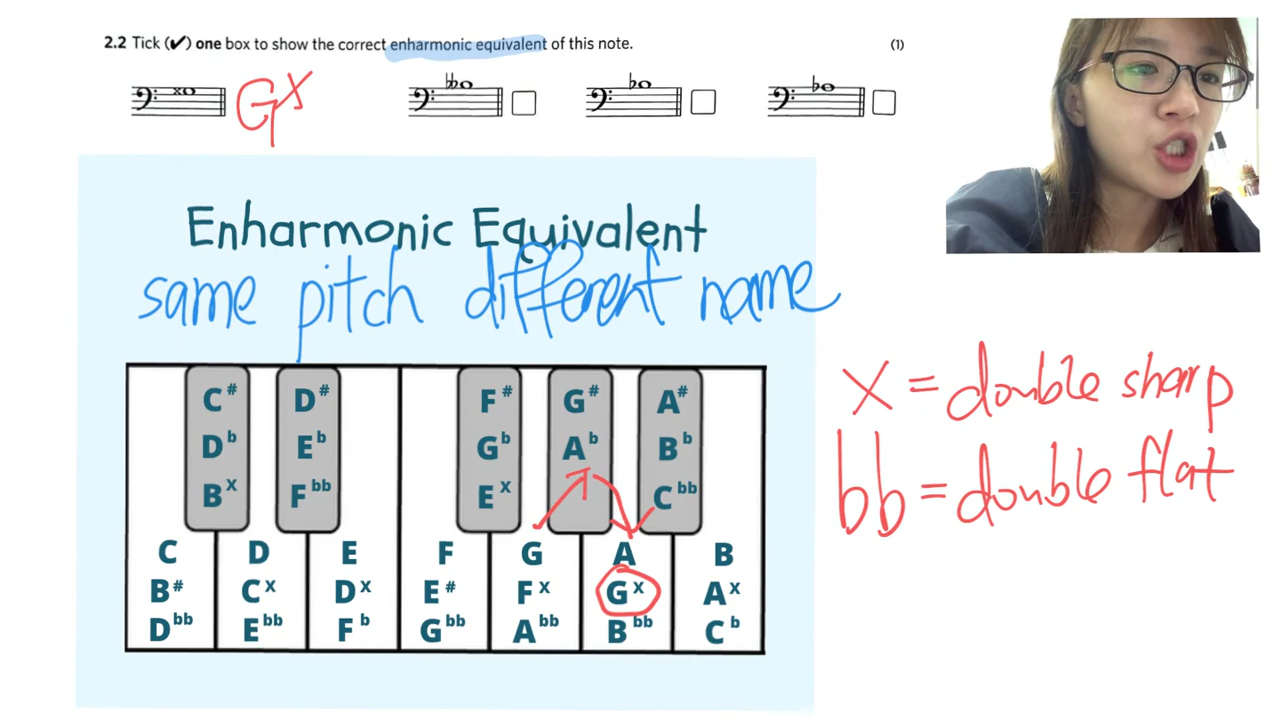 2.2 Tick (✔) one box to show the correct enharmonic equivalent of this note. (1)
Gx
Enharmonic Equivalent
same pitch different name
C# D# F# G# A#
Db Eb Gb Ab Bb
Bx Fbb Ex Cbb
C D E F G A B
B# Cx Dx E# Fx Gx Ax
Dbb Ebb Fb Gbb Abb Bbb Cb
x = double sharp
bb = double flat